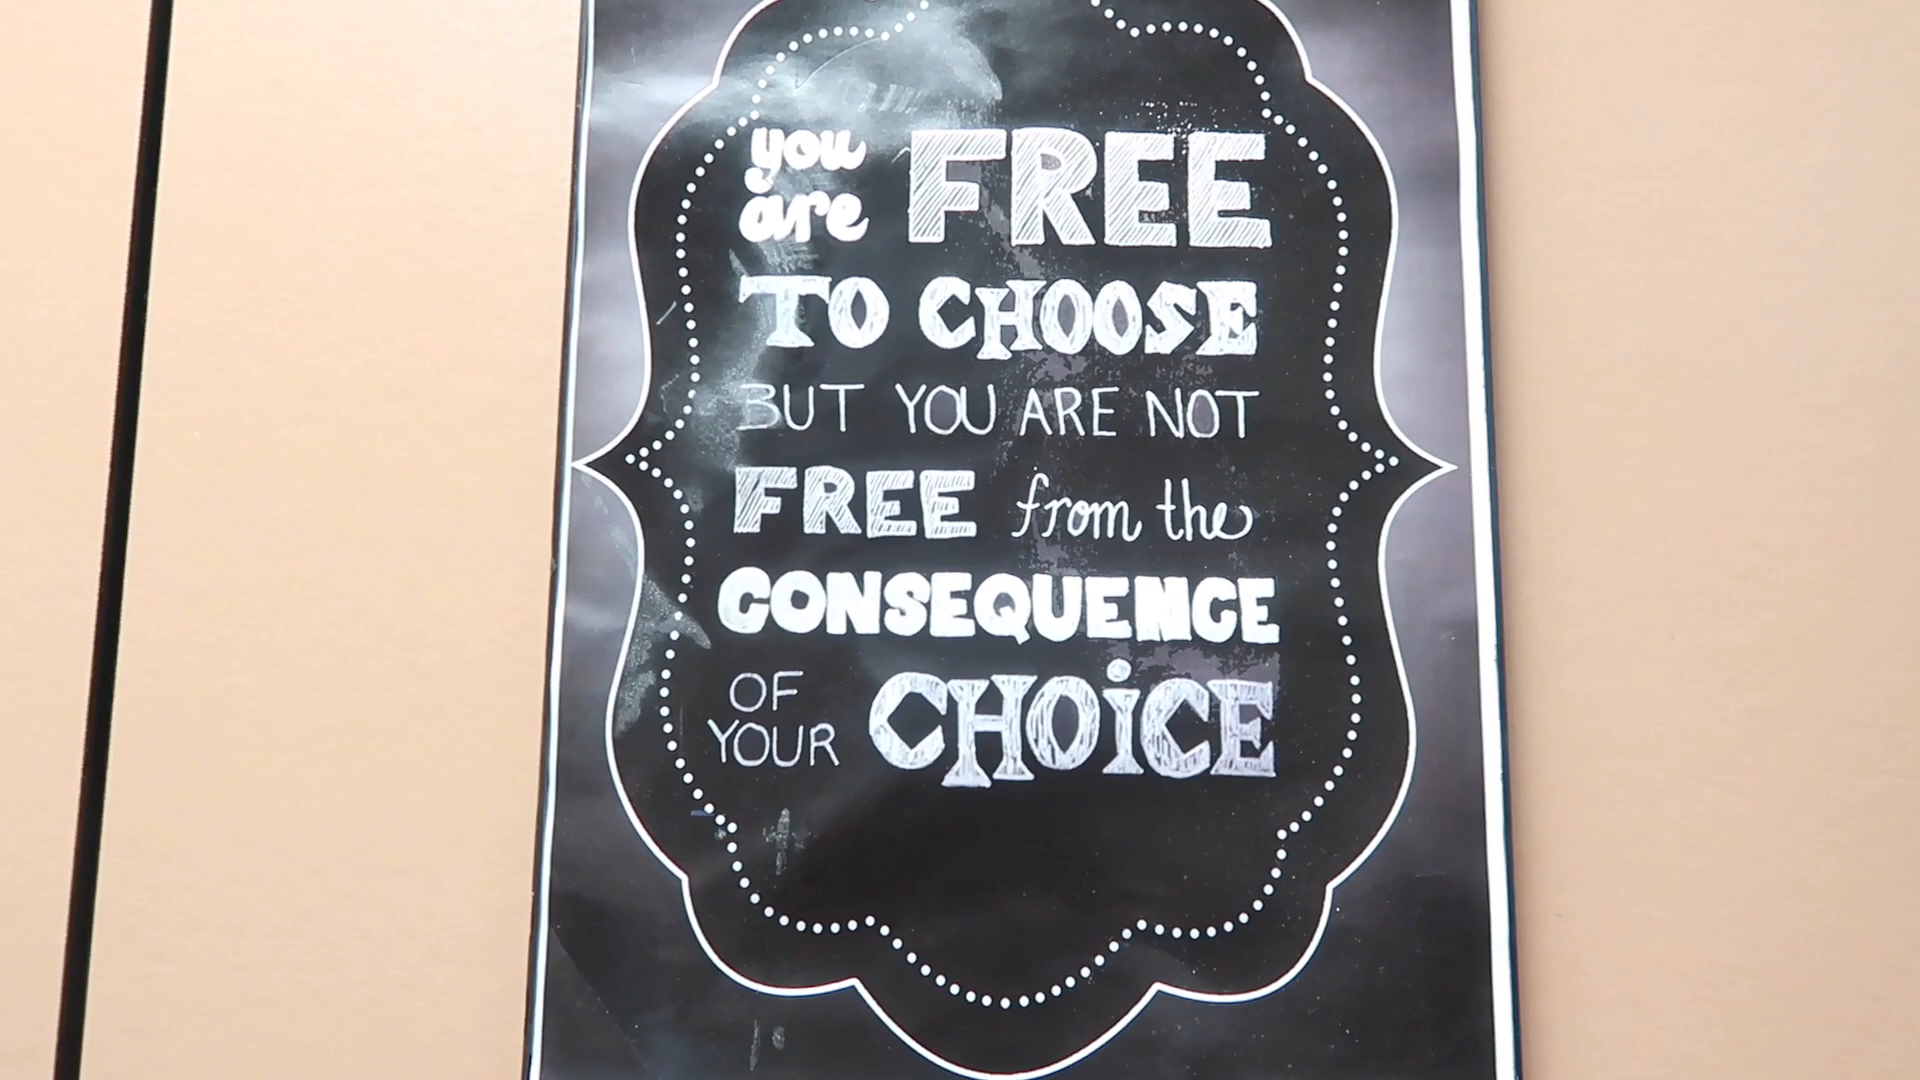 you are FREE
TO CHOOSE
BUT YOU ARE NOT
FREE from the
CONSEQUENCE
OF YOUR CHOiCE